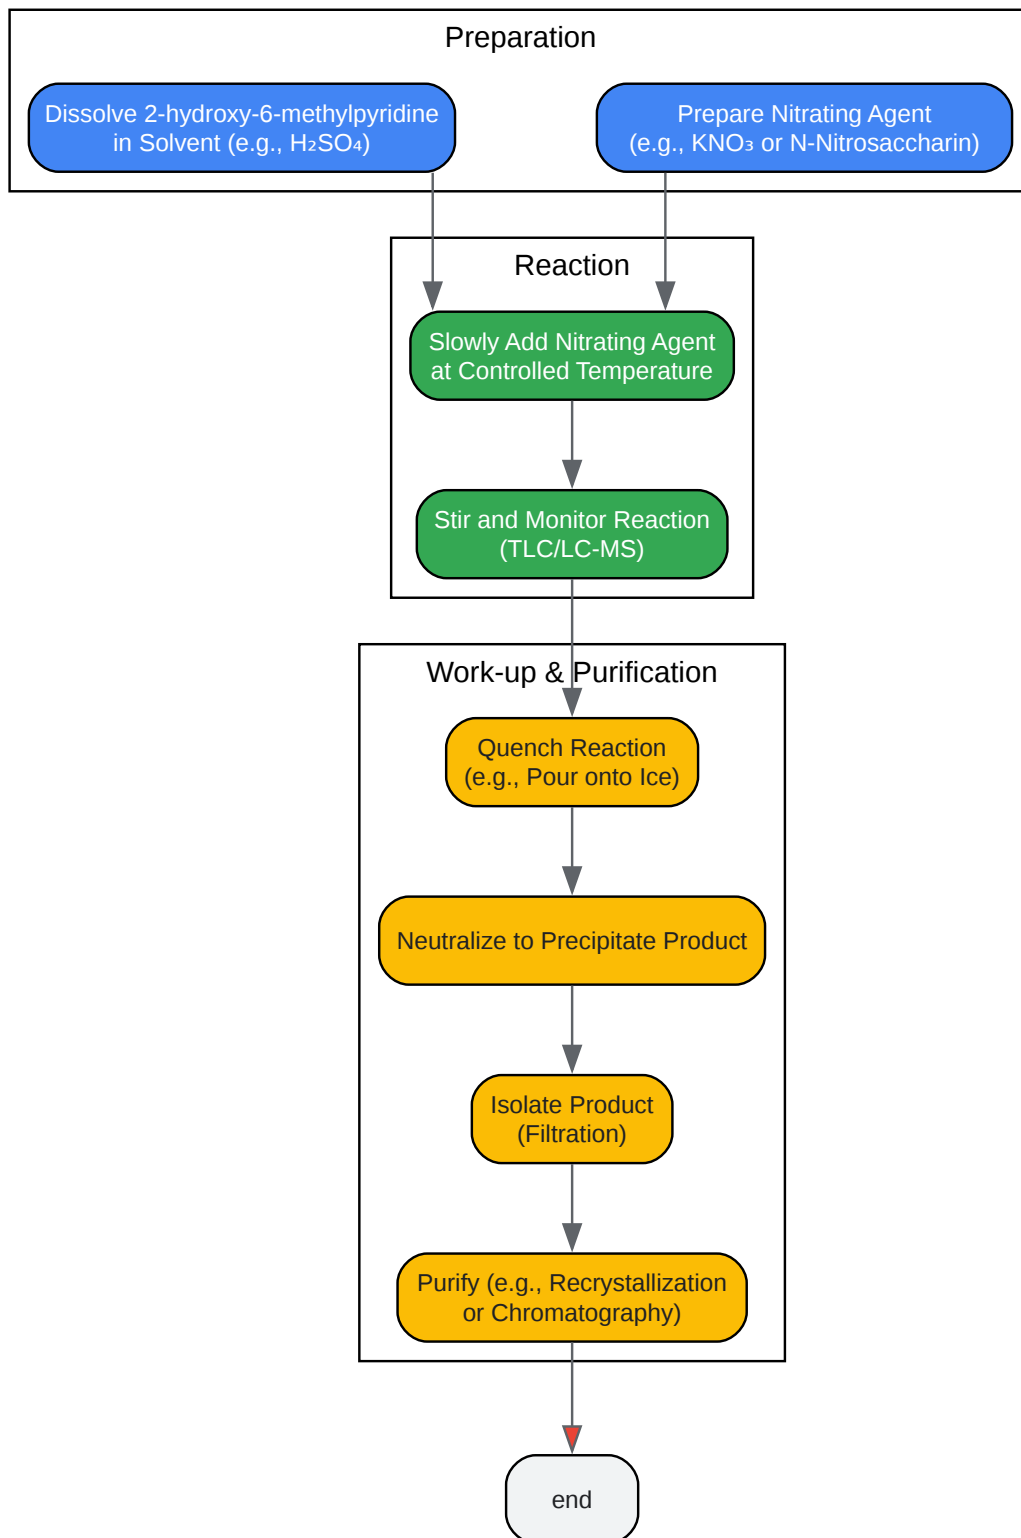 Preparation
Dissolve 2-hydroxy-6-methylpyridine
in Solvent (e.g., H₂SO₄)
Prepare Nitrating Agent
(e.g., KNO₃ or N-Nitrosaccharin)
Reaction
Slowly Add Nitrating Agent
at Controlled Temperature
Stir and Monitor Reaction
(TLC/LC-MS)
Work-up & Purification
Quench Reaction
(e.g., Pour onto Ice)
Neutralize to Precipitate Product
Isolate Product
(Filtration)
Purify (e.g., Recrystallization
or Chromatography)
end